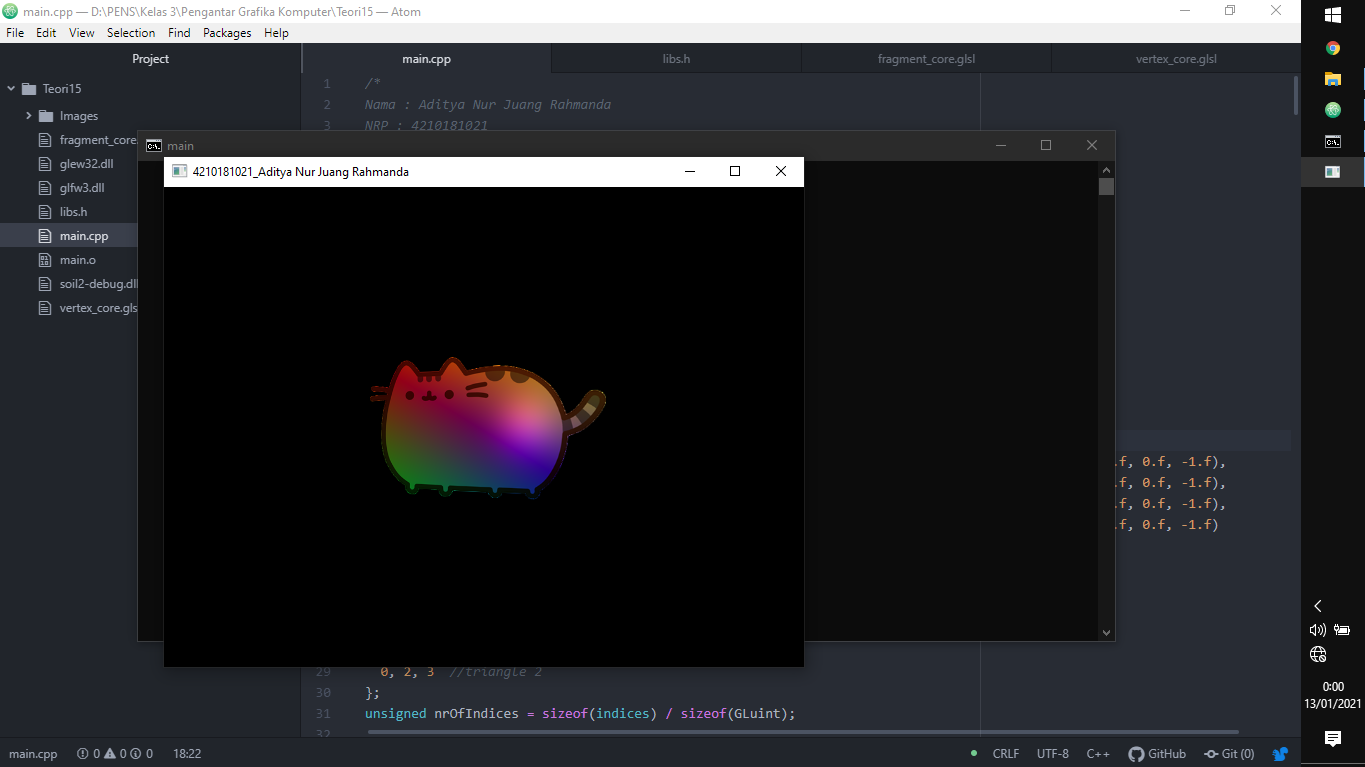 main.cpp — D:\PENS\Kelas 3\Pengantar Grafika Komputer\Teori15 — Atom
File Edit View Selection Find Packages Help
Project
main.cpp
libs.h
fragment_core.glsl
vertex_core.glsl
Teori15
Images
fragment_core.
glew32.dll
glfw3.dll
libs.h
main.cpp
main.o
soil2-debug.dll
vertex_core.gls
1 /*
2 Nama : Aditya Nur Juang Rahmanda
3 NRP : 4210181021
main
4210181021_Aditya Nur Juang Rahmanda
.f, 0.f, -1.f),
.f, 0.f, -1.f),
.f, 0.f, -1.f),
.f, 0.f, -1.f)
29 0, 2, 3 //triangle 2
30 };
31 unsigned nrOfIndices = sizeof(indices) / sizeof(GLuint);
32
main.cpp 0 0 0 18:22
CRLF UTF-8 C++ GitHub Git (0)
0:00
13/01/2021